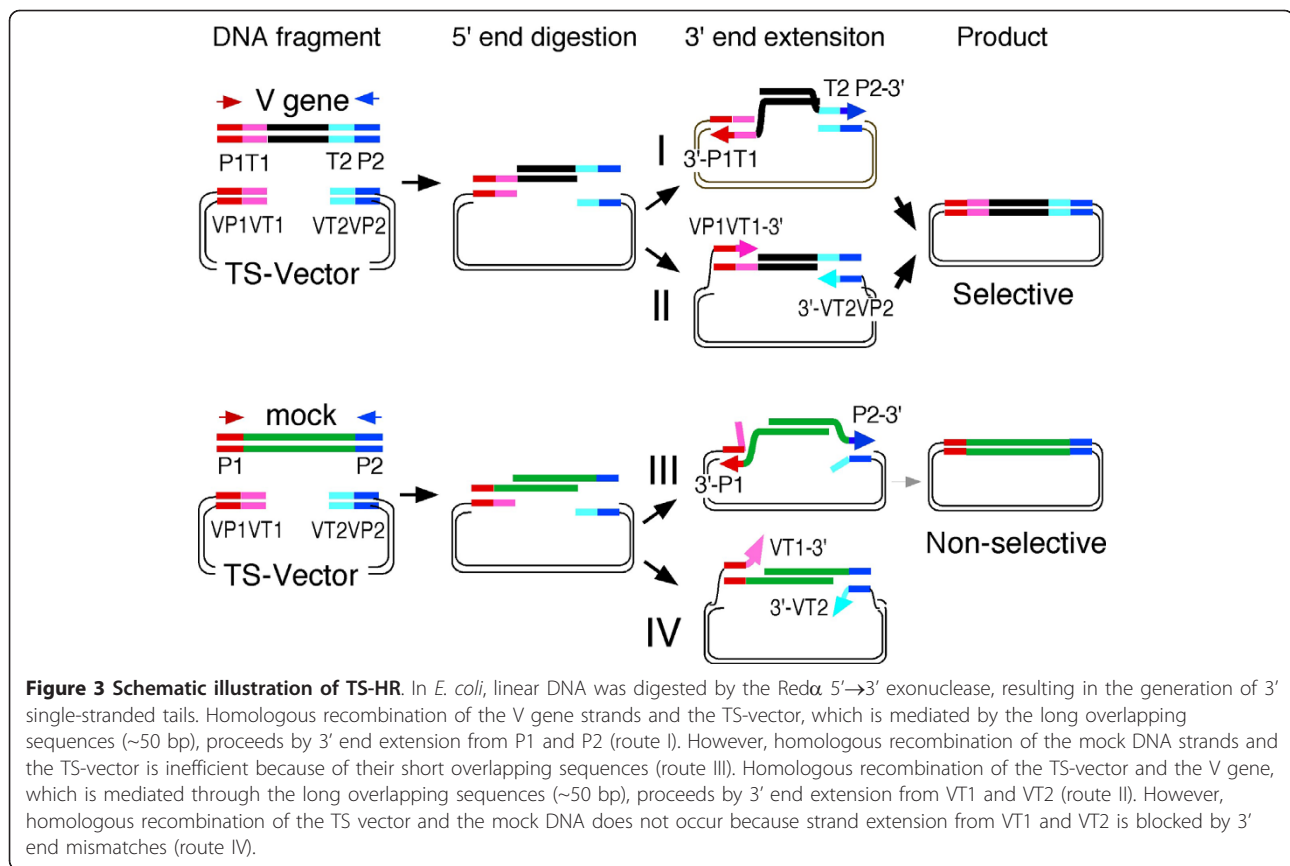 DNA fragment 5' end digestion 3' end extensiton Product
V gene
P1T1 T2 P2
VP1VT1 VT2VP2
TS-Vector
I
T2 P2-3'
3'-P1T1
VP1VT1-3'
II
3'-VT2VP2
Selective
mock
P1 P2
VP1VT1 VT2VP2
TS-Vector
III
P2-3'
3'-P1
VT1-3'
3'-VT2
IV
Non-selective
Figure 3 Schematic illustration of TS-HR. In E. coli, linear DNA was digested by the Redα 5'→3' exonuclease, resulting in the generation of 3'
single-stranded tails. Homologous recombination of the V gene strands and the TS-vector, which is mediated by the long overlapping
sequences (~50 bp), proceeds by 3' end extension from P1 and P2 (route I). However, homologous recombination of the mock DNA strands and
the TS-vector is inefficient because of their short overlapping sequences (route III). Homologous recombination of the TS-vector and the V gene,
which is mediated through the long overlapping sequences (~50 bp), proceeds by 3' end extension from VT1 and VT2 (route II). However,
homologous recombination of the TS vector and the mock DNA does not occur because strand extension from VT1 and VT2 is blocked by 3'
end mismatches (route IV).